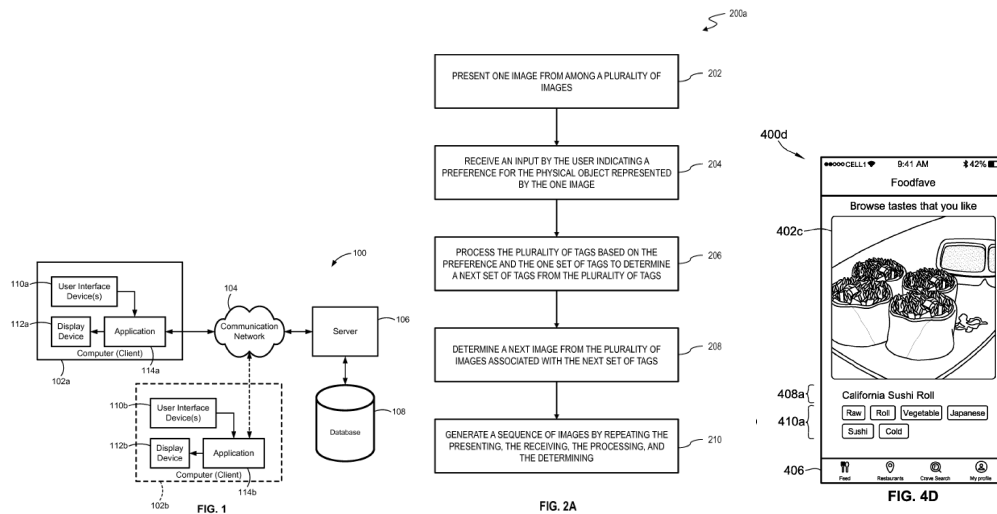 100
110a
User Interface
Device(s)
112a
Display
Device
Application
Computer (Client)
102a
114a
104
Communication
Network
Server
106
Database
108
110b
User Interface
Device(s)
112b
Display
Device
Application
Computer (Client)
102b
114b
FIG. 1
200a
PRESENT ONE IMAGE FROM AMONG A PLURALITY OF
IMAGES
202
RECEIVE AN INPUT BY THE USER INDICATING A
PREFERENCE FOR THE PHYSICAL OBJECT REPRESENTED
BY THE ONE IMAGE
204
PROCESS THE PLURALITY OF TAGS BASED ON THE
PREFERENCE AND THE ONE SET OF TAGS TO DETERMINE
A NEXT SET OF TAGS FROM THE PLURALITY OF TAGS
206
DETERMINE A NEXT IMAGE FROM THE PLURALITY OF
IMAGES ASSOCIATED WITH THE NEXT SET OF TAGS
208
GENERATE A SEQUENCE OF IMAGES BY REPEATING THE
PRESENTING, THE RECEIVING, THE PROCESSING, AND
THE DETERMINING
210
FIG. 2A
400d
CELL1 9:41 AM 42%
Foodfave
Browse tastes that you like
402c
408a
California Sushi Roll
410a
Raw Roll Vegetable Japanese
Sushi Cold
406
Feed Restaurants Crave Search My profile
FIG. 4D